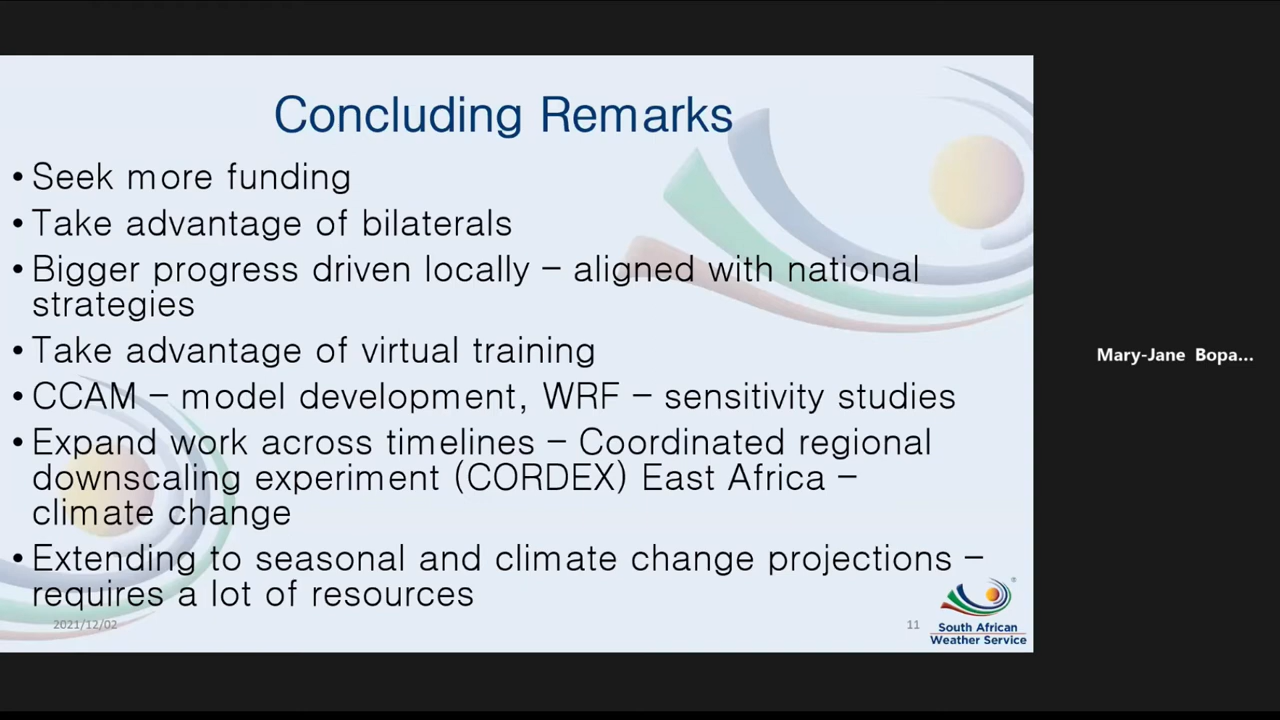 Concluding Remarks
• Seek more funding
• Take advantage of bilaterals
• Bigger progress driven locally – aligned with national
strategies
• Take advantage of virtual training
• CCAM – model development, WRF – sensitivity studies
• Expand work across timelines – Coordinated regional
downscaling experiment (CORDEX) East Africa –
climate change
• Extending to seasonal and climate change projections –
requires a lot of resources
2021/12/02
11
South African
Weather Service
®
Mary-Jane Bopa...